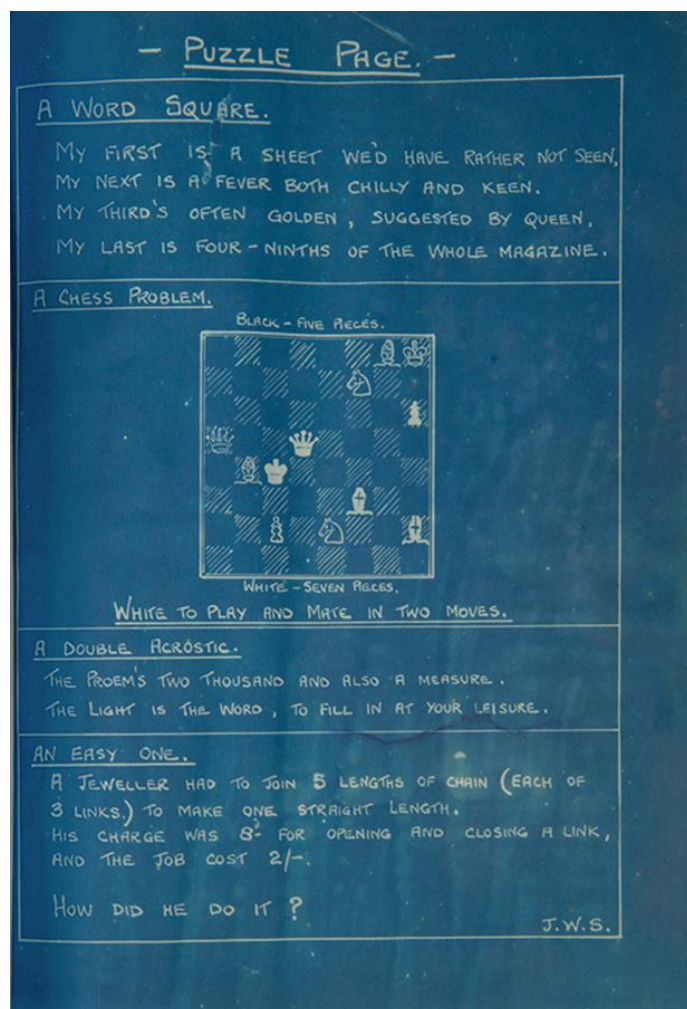 - PUZZLE PAGE. -
A WORD SQUARE.
MY FIRST IS A SHEET WE'D HAVE RATHER NOT SEEN,
MY NEXT IS A FEVER BOTH CHILLY AND KEEN.
MY THIRD'S OFTEN GOLDEN, SUGGESTED BY QUEEN,
MY LAST IS FOUR-NINTHS OF THE WHOLE MAGAZINE.
A CHESS PROBLEM.
BLACK - FIVE PIECES.
WHITE - SEVEN PIECES.
WHITE TO PLAY AND MATE IN TWO MOVES.
A DOUBLE ACROSTIC.
THE PROEM'S TWO THOUSAND AND ALSO A MEASURE.
THE LIGHT IS THE WORD, TO FILL IN AT YOUR LEISURE.
AN EASY ONE.
A JEWELLER HAD TO JOIN 5 LENGTHS OF CHAIN (EACH OF
3 LINKS.) TO MAKE ONE STRAIGHT LENGTH.
HIS CHARGE WAS 8D FOR OPENING AND CLOSING A LINK,
AND THE JOB COST 2/-.
HOW DID HE DO IT?
J.W.S.